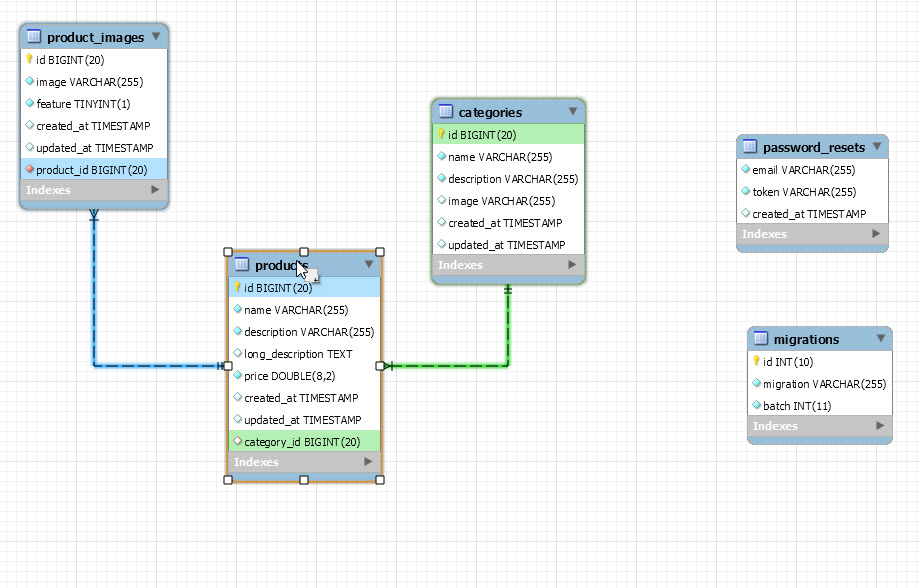 product_images
id BIGINT(20)
image VARCHAR(255)
feature TINYINT(1)
created_at TIMESTAMP
updated_at TIMESTAMP
product_id BIGINT(20)
Indexes
products
id BIGINT(20)
name VARCHAR(255)
description VARCHAR(255)
long_description TEXT
price DOUBLE(8,2)
created_at TIMESTAMP
updated_at TIMESTAMP
category_id BIGINT(20)
Indexes
categories
id BIGINT(20)
name VARCHAR(255)
description VARCHAR(255)
image VARCHAR(255)
created_at TIMESTAMP
updated_at TIMESTAMP
Indexes
password_resets
email VARCHAR(255)
token VARCHAR(255)
created_at TIMESTAMP
Indexes
migrations
id INT(10)
migration VARCHAR(255)
batch INT(11)
Indexes